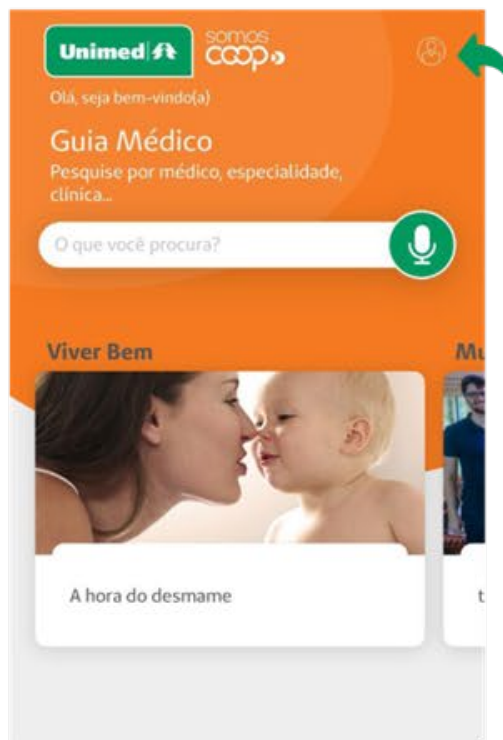 Unimed
somos
coop
Olá, seja bem-vindo(a)
Guia Médico
Pesquise por médico, especialidade,
clínica...
O que você procura?
Viver Bem
Mu
A hora do desmame
t